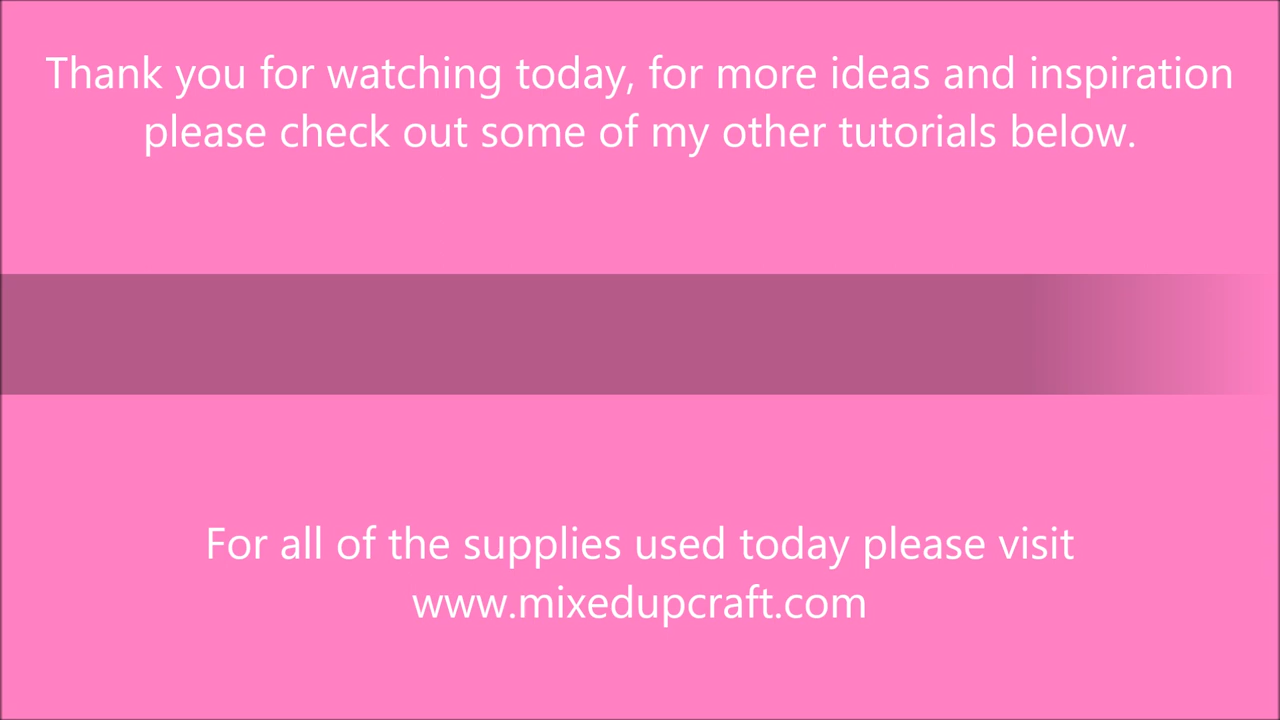 Thank you for watching today, for more ideas and inspiration
please check out some of my other tutorials below.
For all of the supplies used today please visit
www.mixedupcraft.com